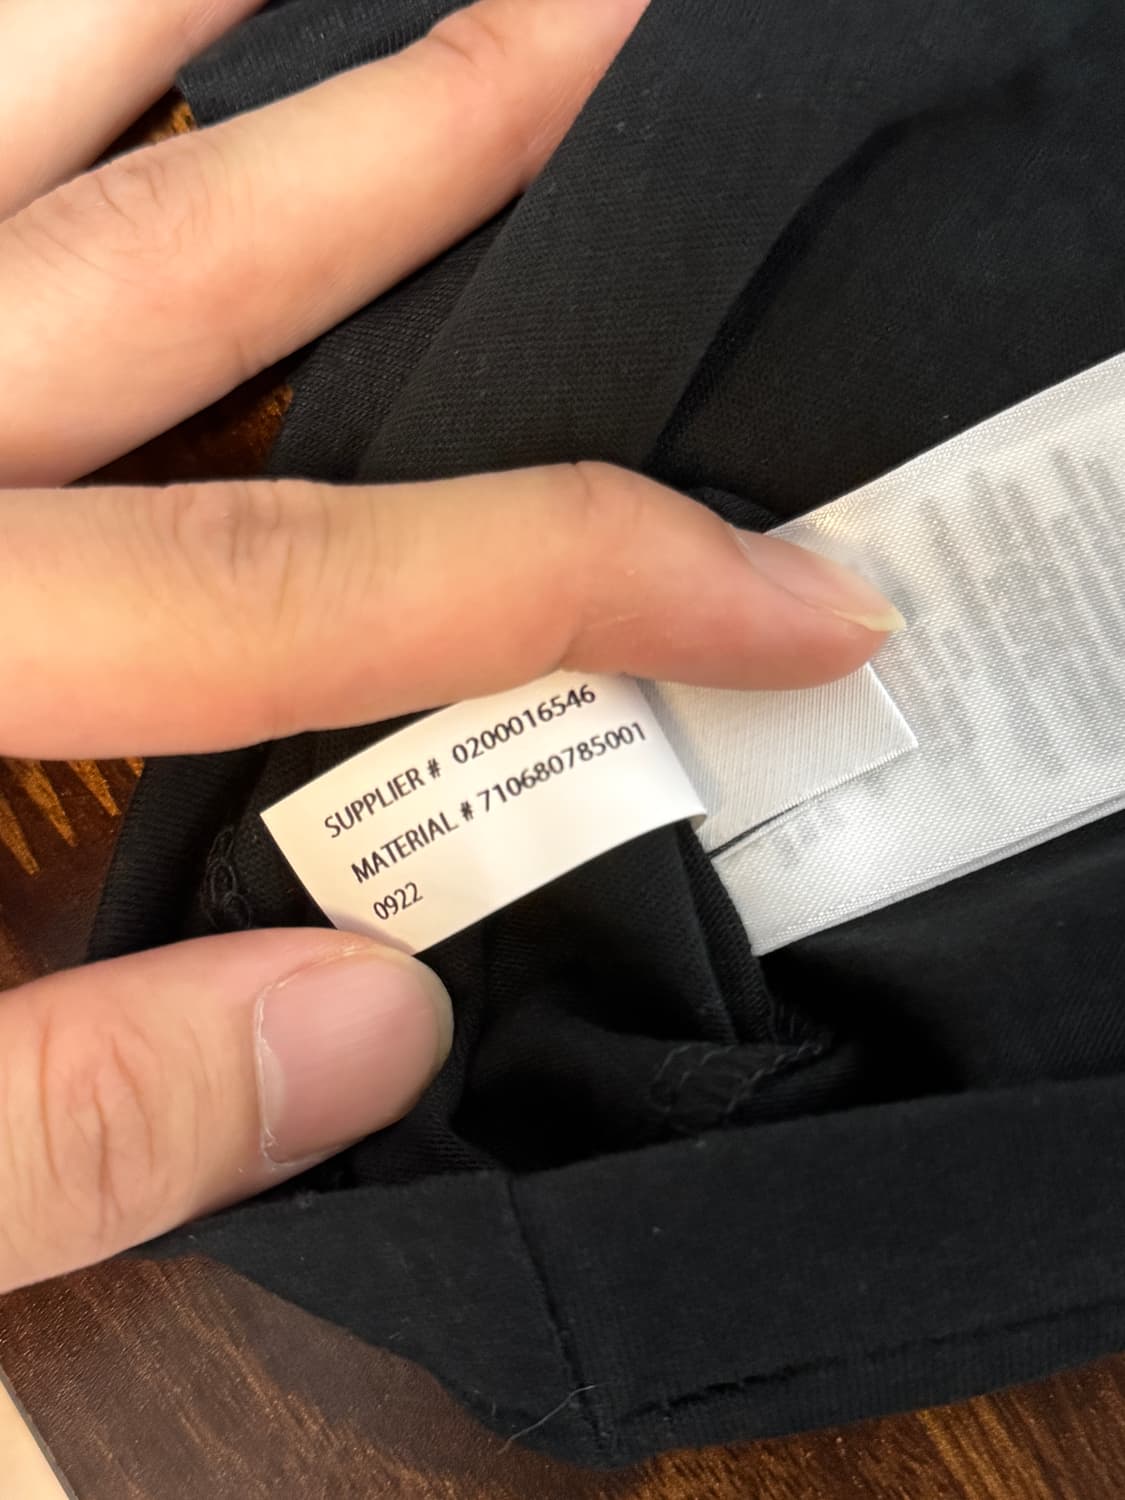 SUPPLIER # 0200016546
MATERIAL # 710680785001
0922